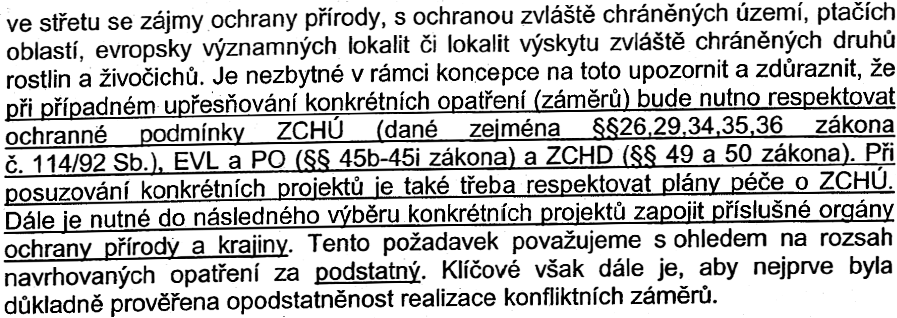 ve střetu se zájmy ochrany přírody, s ochranou zvláště chráněných území, ptačích
oblastí, evropsky významných lokalit či lokalit výskytu zvláště chráněných druhů
rostlin a živočichů. Je nezbytné v rámci koncepce na toto upozornit a zdůraznit, že
při případném upřesňování konkrétních opatření (záměrů) bude nutno respektovat
ochranné podmínky ZCHÚ (dané zejména §§26,29,34,35,36 zákona
č. 114/92 Sb.), EVL a PO (§§ 45b-45i zákona) a ZCHD (§§ 49 a 50 zákona). Při
posuzování konkrétních projektů je také třeba respektovat plány péče o ZCHÚ.
Dále je nutné do následného výběru konkrétních projektů zapojit příslušné orgány
ochrany přírody a krajiny. Tento požadavek považujeme s ohledem na rozsah
navrhovaných opatření za podstatný. Klíčové však dále je, aby nejprve byla
důkladně prověřena opodstatněnost realizace konfliktních záměrů.